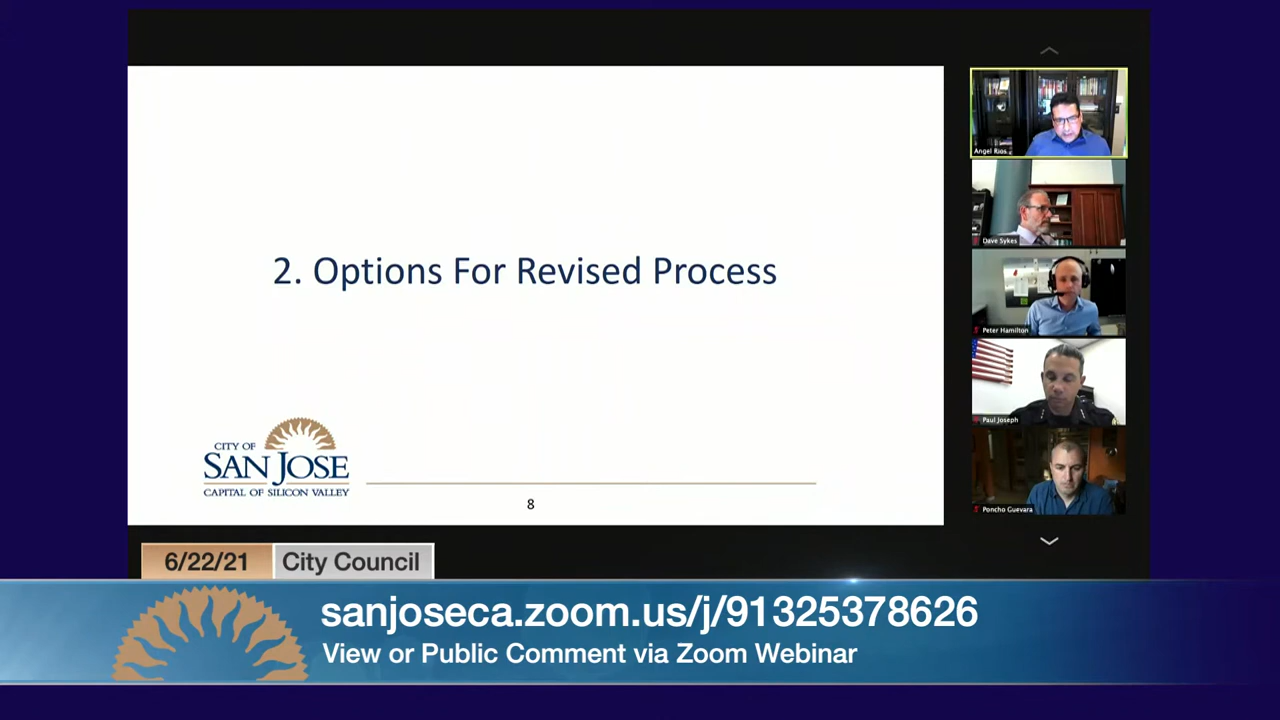 2. Options For Revised Process
CITY OF
SAN JOSE
CAPITAL OF SILICON VALLEY
8
Angel Rios
Dave Sykes
Peter Hamilton
Paul Joseph
Poncho Guevara
6/22/21 City Council
sanjoseca.zoom.us/j/91325378626
View or Public Comment via Zoom Webinar